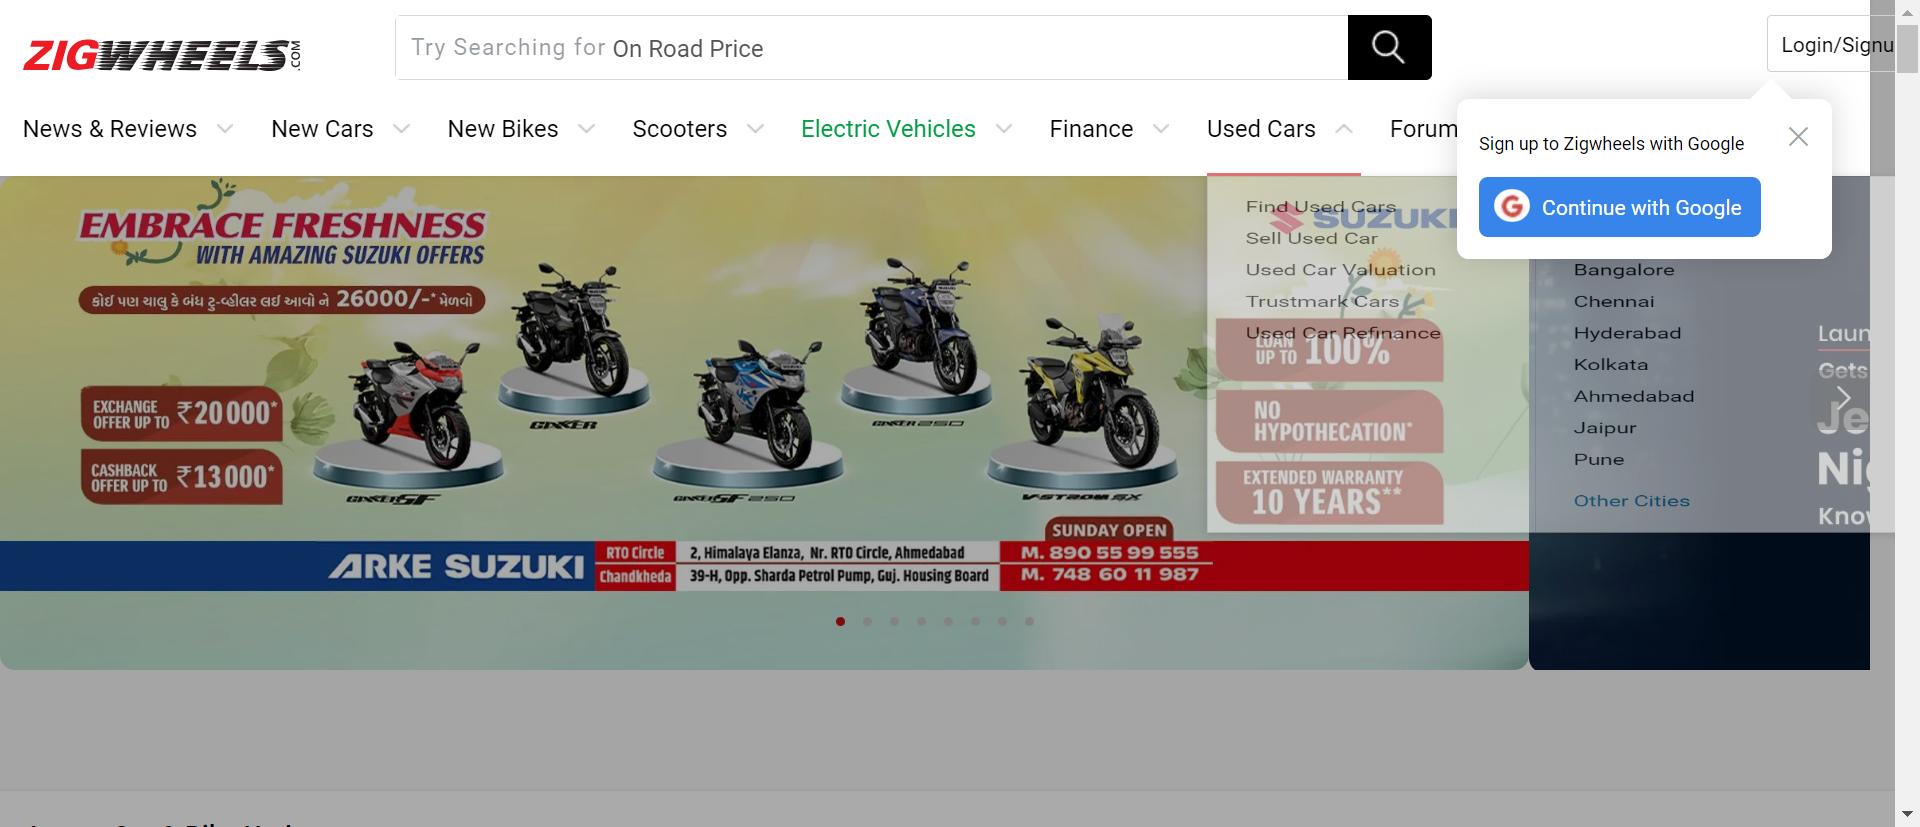 ZIGWHEELS.COM
Try Searching for On Road Price
Login/Signu
News & Reviews
New Cars
New Bikes
Scooters
Electric Vehicles
Finance
Used Cars
Forum
Sign up to Zigwheels with Google
Continue with Google
Find Used Cars
Sell Used Car
Used Car Valuation
Trustmark Cars
Used Car Refinance
Bangalore
Chennai
Hyderabad
Kolkata
Ahmedabad
Jaipur
Pune
Other Cities
EMBRACE FRESHNESS
WITH AMAZING SUZUKI OFFERS
કોઈ પણ ચાલુ કે બંધ ટુ-વ્હીલર લઈ આવો ને 26000/-* મેળવો
EXCHANGE
OFFER UP TO ₹20000*
CASHBACK
OFFER UP TO ₹13000*
GIXXER SF
GIXXER
GIXXER SF 250
GIXXER 250
V-STROM SX
SUZUKI
LOAN
UP TO 100%*
NO
HYPOTHECATION*
EXTENDED WARRANTY
10 YEARS**
SUNDAY OPEN
ARKE SUZUKI
RTO Circle
2, Himalaya Elanza, Nr. RTO Circle, Ahmedabad
M. 890 55 99 555
Chandkheda
39-H, Opp. Sharda Petrol Pump, Guj. Housing Board
M. 748 60 11 987
Laun
Gets
Je
Nig
Know